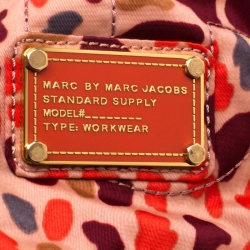 MARC BY MARC JACOBS
STANDARD SUPPLY
MODEL#________
TYPE: WORKWEAR